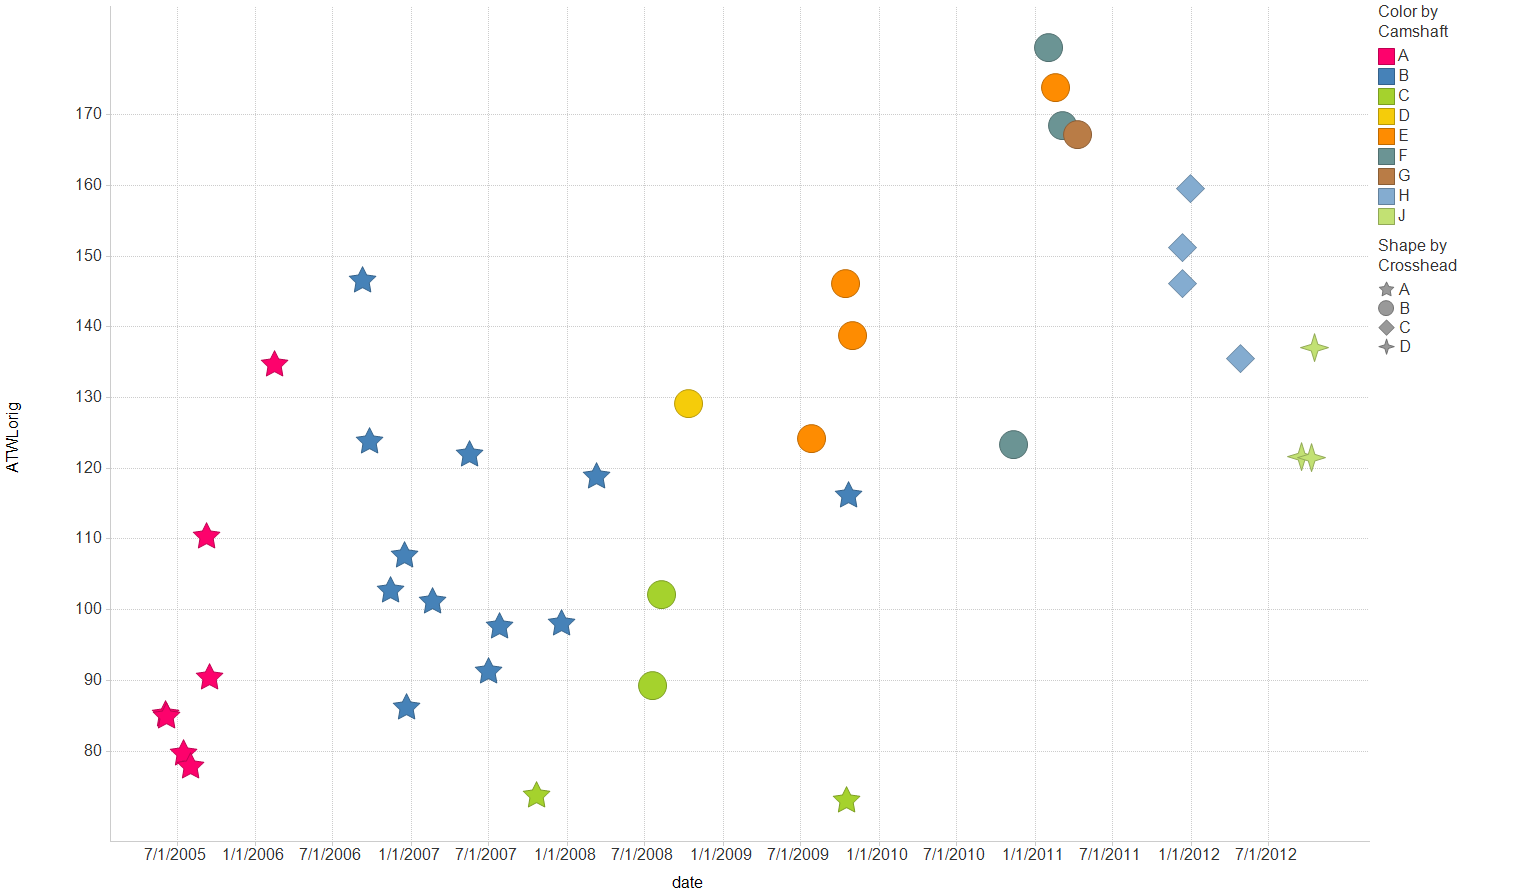 Color by
Camshaft
A
B
C
D
E
F
G
H
J
Shape by
Crosshead
A
B
C
D
170
160
150
140
130
120
110
100
90
80
ATWLorig
7/1/2005 1/1/2006 7/1/2006 1/1/2007 7/1/2007 1/1/2008 7/1/2008 1/1/2009 7/1/2009 1/1/2010 7/1/2010 1/1/2011 7/1/2011 1/1/2012 7/1/2012
date